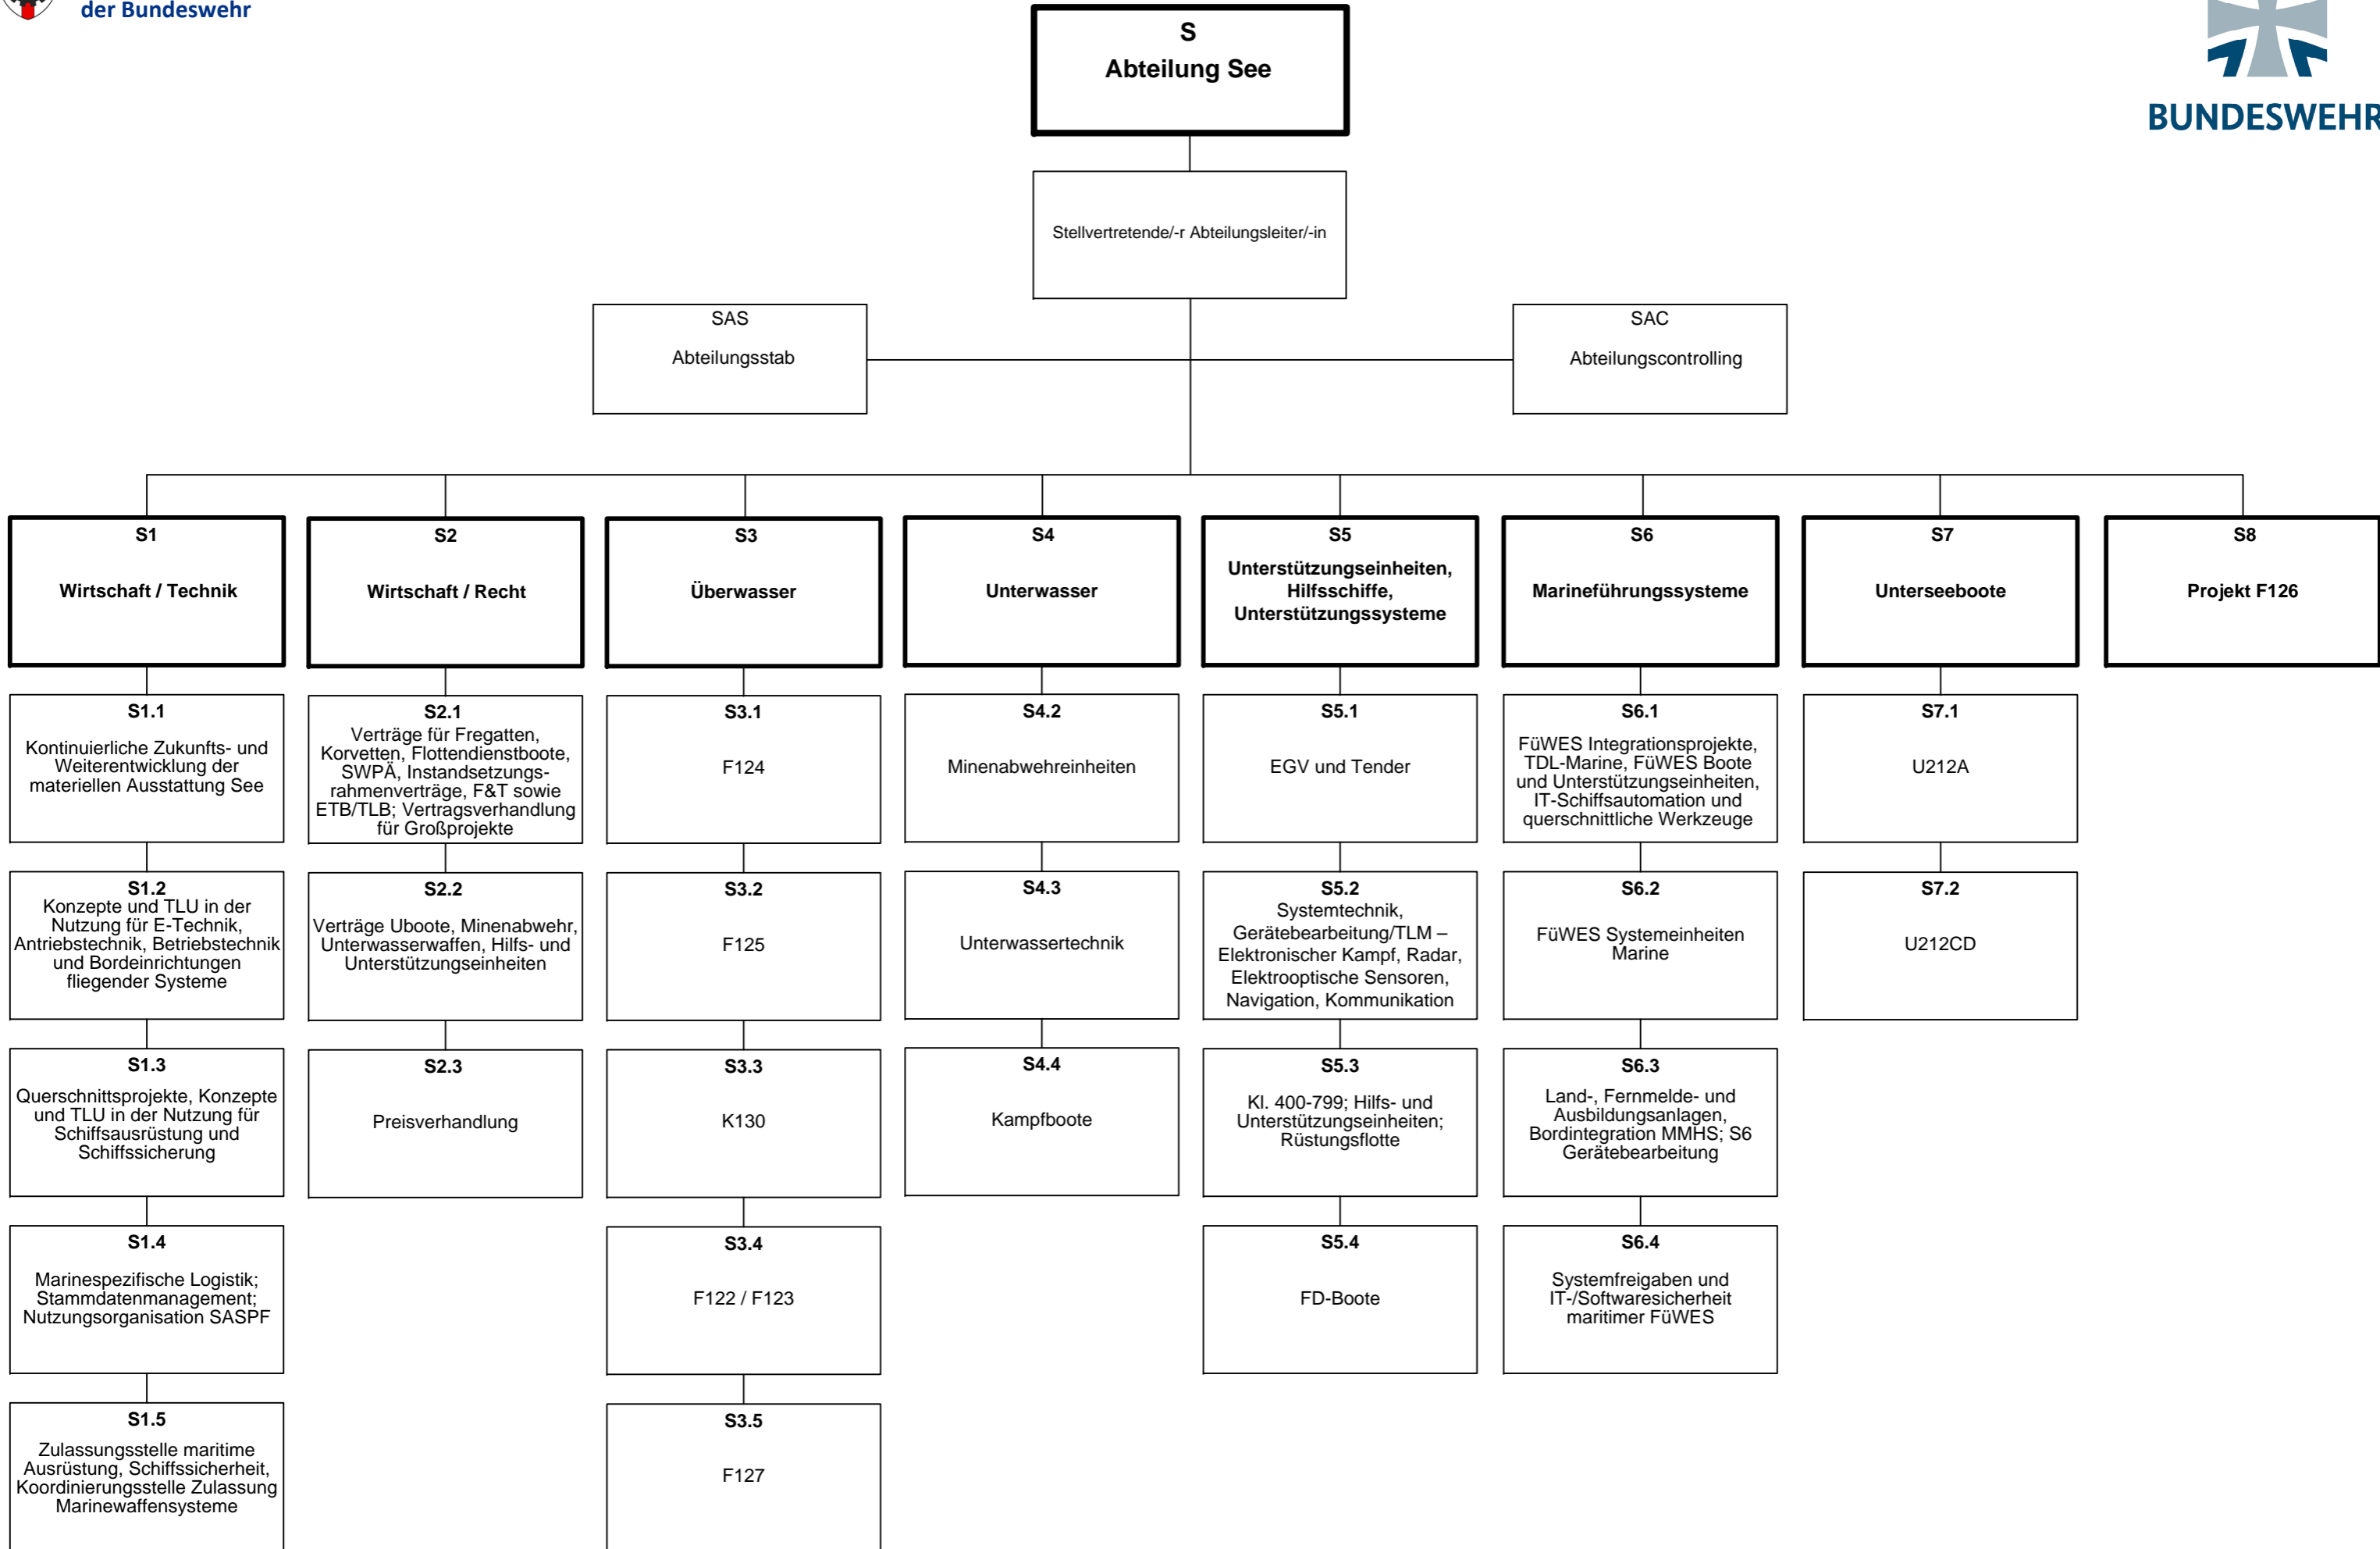 der Bundeswehr
BUNDESWEHR
S
Abteilung See
Stellvertretende/-r Abteilungsleiter/-in
SAS
Abteilungsstab
SAC
Abteilungscontrolling
S1
Wirtschaft / Technik
S2
Wirtschaft / Recht
S3
Überwasser
S4
Unterwasser
S5
Unterstützungseinheiten,
Hilfsschiffe,
Unterstützungssysteme
S6
Marineführungssysteme
S7
Unterseeboote
S8
Projekt F126
S1.1
Kontinuierliche Zukunfts- und
Weiterentwicklung der
materiellen Ausstattung See
S2.1
Verträge für Fregatten,
Korvetten, Flottendienstboote,
SWPÄ, Instandsetzungs-
rahmenverträge, F&T sowie
ETB/TLB; Vertragsverhandlung
für Großprojekte
S3.1
F124
S4.2
Minenabwehreinheiten
S5.1
EGV und Tender
S6.1
FüWES Integrationsprojekte,
TDL-Marine, FüWES Boote
und Unterstützungseinheiten,
IT-Schiffsautomation und
querschnittliche Werkzeuge
S7.1
U212A
S1.2
Konzepte und TLU in der
Nutzung für E-Technik,
Antriebstechnik, Betriebstechnik
und Bordeinrichtungen
fliegender Systeme
S2.2
Verträge Uboote, Minenabwehr,
Unterwasserwaffen, Hilfs- und
Unterstützungseinheiten
S3.2
F125
S4.3
Unterwassertechnik
S5.2
Systemtechnik,
Gerätebearbeitung/TLM –
Elektronischer Kampf, Radar,
Elektrooptische Sensoren,
Navigation, Kommunikation
S6.2
FüWES Systemeinheiten
Marine
S7.2
U212CD
S1.3
Querschnittsprojekte, Konzepte
und TLU in der Nutzung für
Schiffsausrüstung und
Schiffssicherung
S2.3
Preisverhandlung
S3.3
K130
S4.4
Kampfboote
S5.3
Kl. 400-799; Hilfs- und
Unterstützungseinheiten;
Rüstungsflotte
S6.3
Land-, Fernmelde- und
Ausbildungsanlagen,
Bordintegration MMHS; S6
Gerätebearbeitung
S1.4
Marinespezifische Logistik;
Stammdatenmanagement;
Nutzungsorganisation SASPF
S3.4
F122 / F123
S5.4
FD-Boote
S6.4
Systemfreigaben und
IT-/Softwaresicherheit
maritimer FüWES
S1.5
Zulassungsstelle maritime
Ausrüstung, Schiffssicherheit,
Koordinierungsstelle Zulassung
Marinewaffensysteme
S3.5
F127